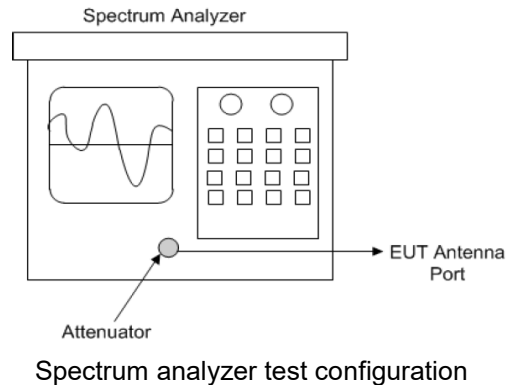 Spectrum Analyzer
EUT Antenna
Port
Attenuator
Spectrum analyzer test configuration